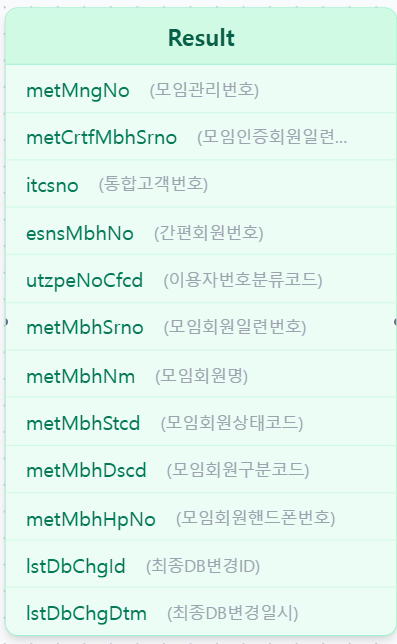 Result
metMngNo (모임관리번호)
metCrtfMbhSrno (모임인증회원일련...
itcsno (통합고객번호)
esnsMbhNo (간편회원번호)
utzpeNoCfcd (이용자번호분류코드)
metMbhSrno (모임회원일련번호)
metMbhNm (모임회원명)
metMbhStcd (모임회원상태코드)
metMbhDscd (모임회원구분코드)
metMbhHpNo (모임회원핸드폰번호)
lstDbChgId (최종DB변경ID)
lstDbChgDtm (최종DB변경일시)